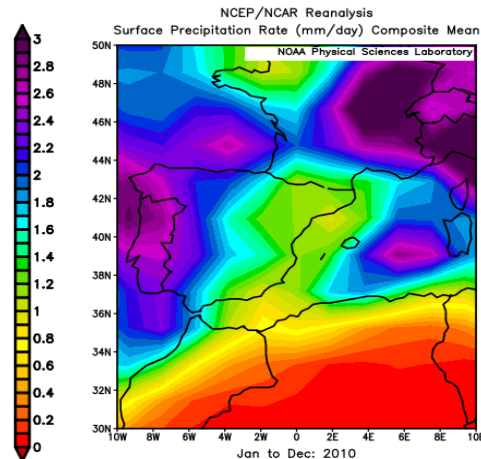 NCEP/NCAR Reanalysis
Surface Precipitation Rate (mm/day) Composite Mean
NOAA Physical Sciences Laboratory
3
2.8
2.6
2.4
2.2
2
1.8
1.6
1.4
1.2
1
0.8
0.6
0.4
0.2
0
50N
48N
46N
44N
42N
40N
38N
36N
34N
32N
30N
10W 8W 6W 4W 2W 0 2E 4E 6E 8E 10E
Jan to Dec: 2010